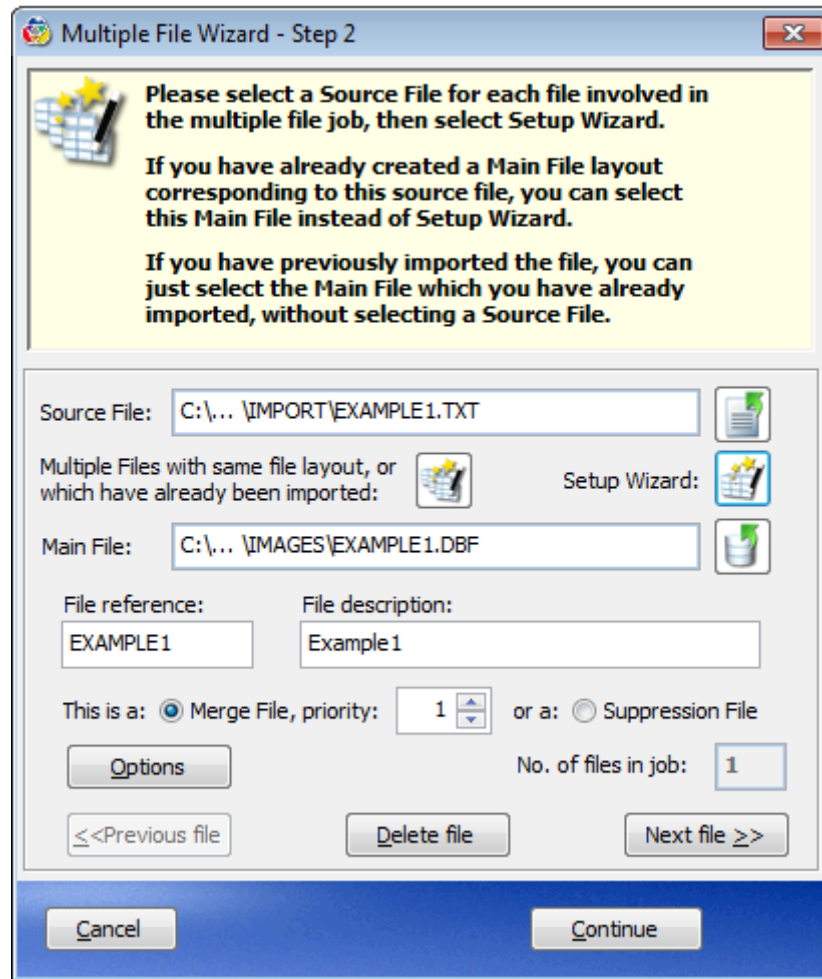 Multiple File Wizard - Step 2
Please select a Source File for each file involved in
the multiple file job, then select Setup Wizard.
If you have already created a Main File layout
corresponding to this source file, you can select
this Main File instead of Setup Wizard.
If you have previously imported the file, you can
just select the Main File which you have already
imported, without selecting a Source File.
Source File: C:\... \IMPORT\EXAMPLE1.TXT
Multiple Files with same file layout, or
which have already been imported:
Setup Wizard:
Main File: C:\... \IMAGES\EXAMPLE1.DBF
File reference: File description:
EXAMPLE1 Example1
This is a: Merge File, priority: 1 or a: Suppression File
Options No. of files in job: 1
<<Previous file Delete file Next file >>
Cancel Continue